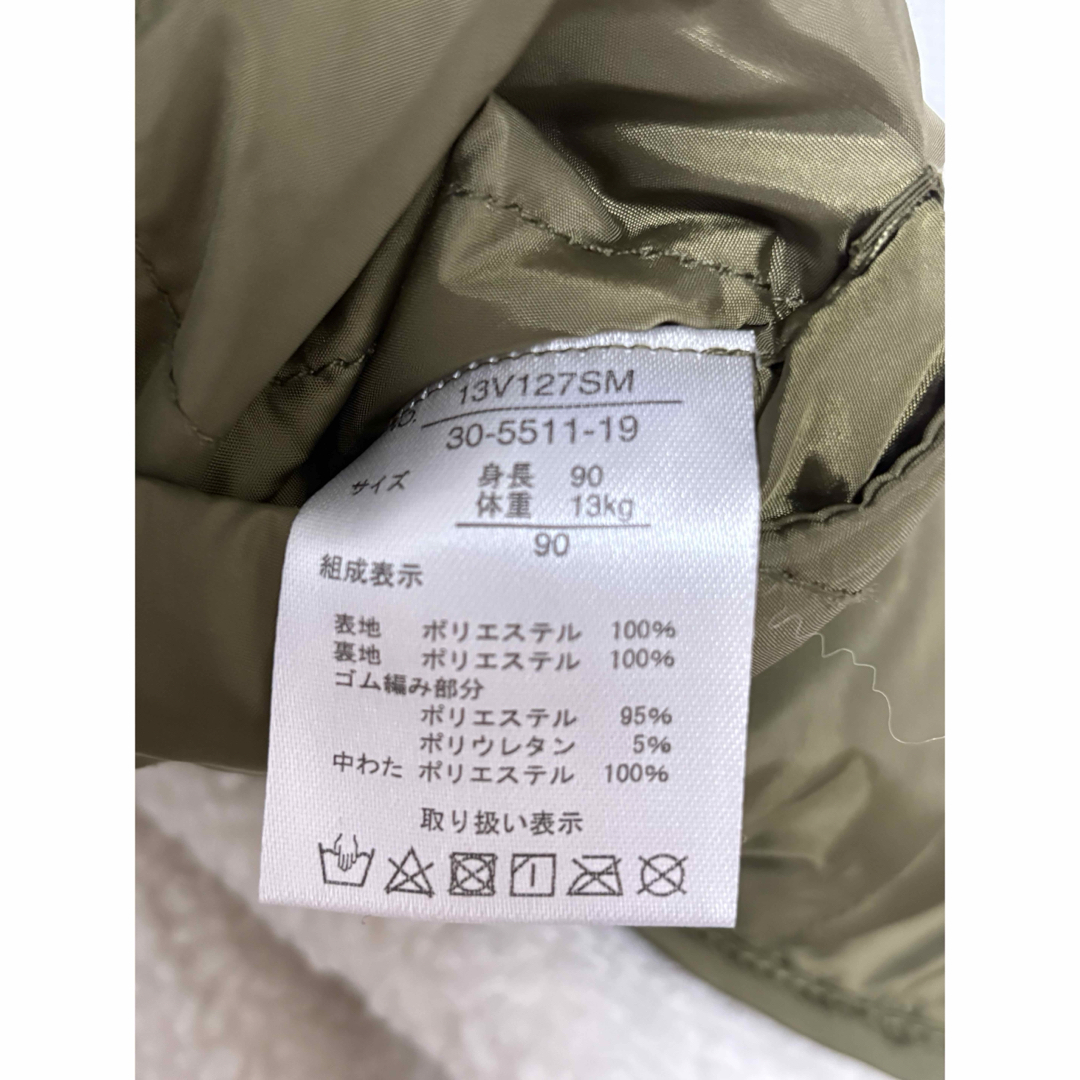 No. 13V127SM
30-5511-19
サイズ 身長 90
体重 13kg
90
組成表示
表地 ポリエステル 100%
裏地 ポリエステル 100%
ゴム編み部分
ポリエステル 95%
ポリウレタン 5%
中わた ポリエステル 100%
取り扱い表示